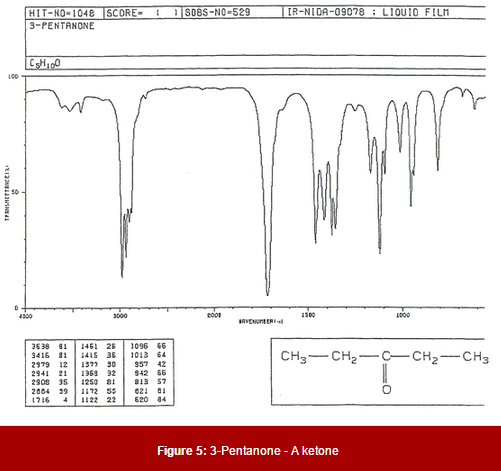 HIT-NO=1048 SCORE= ( ) SDBS-NO=529 IR-NIDA-09078 : LIQUID FILM
3-PENTANONE
C5H10O
100
TRANSMITTANCE(%)
50
0
4000 3000 2000 1500 1000
WAVENUMBER(-1)
3638 81 1461 26 1096 66
3416 81 1415 36 1013 64
2979 12 1377 30 957 42
2941 21 1368 32 942 66
2908 35 1250 81 813 57
2884 39 1172 55 621 81
1716 4 1122 22 620 84
CH3—CH2—C—CH2—CH3
O
Figure 5: 3-Pentanone - A ketone